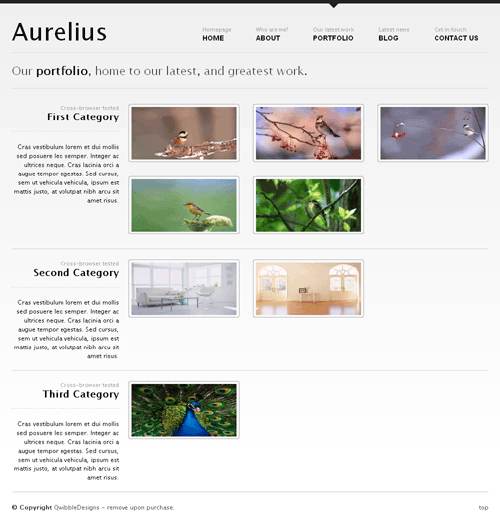 Aurelius
Homepage
HOME
Who are me?
ABOUT
Our latest work
PORTFOLIO
Latest news
BLOG
Get in touch
CONTACT US
Our portfolio, home to our latest, and greatest work.
Cross-browser tested
First Category
Cras vestibulum lorem et dui mollis
sed posuere leo semper. Integer ac
ultrices neque. Cras lacinia orci a
augue tempor egestas. Sed cursus,
sem ut vehicula vehicula, ipsum est
mattis justo, at volutpat nibh arcu sit
amet risus.
Cross-browser tested
Second Category
Cras vestibulum lorem et dui mollis
sed posuere leo semper. Integer ac
ultrices neque. Cras lacinia orci a
augue tempor egestas. Sed cursus,
sem ut vehicula vehicula, ipsum est
mattis justo, at volutpat nibh arcu sit
amet risus.
Cross-browser tested
Third Category
Cras vestibulum lorem et dui mollis
sed posuere leo semper. Integer ac
ultrices neque. Cras lacinia orci a
augue tempor egestas. Sed cursus,
sem ut vehicula vehicula, ipsum est
mattis justo, at volutpat nibh arcu sit
amet risus.
© Copyright QwibbleDesigns - remove upon purchase.
top